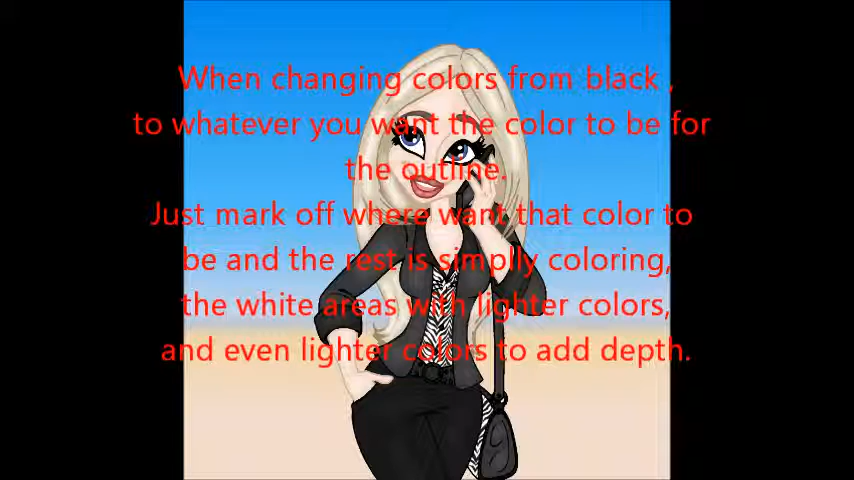 When changing colors from black ,
to whatever you want the color to be for
the outline.
Just mark off where want that color to
be and the rest is simplly coloring,
the white areas with lighter colors,
and even lighter colors to add depth.